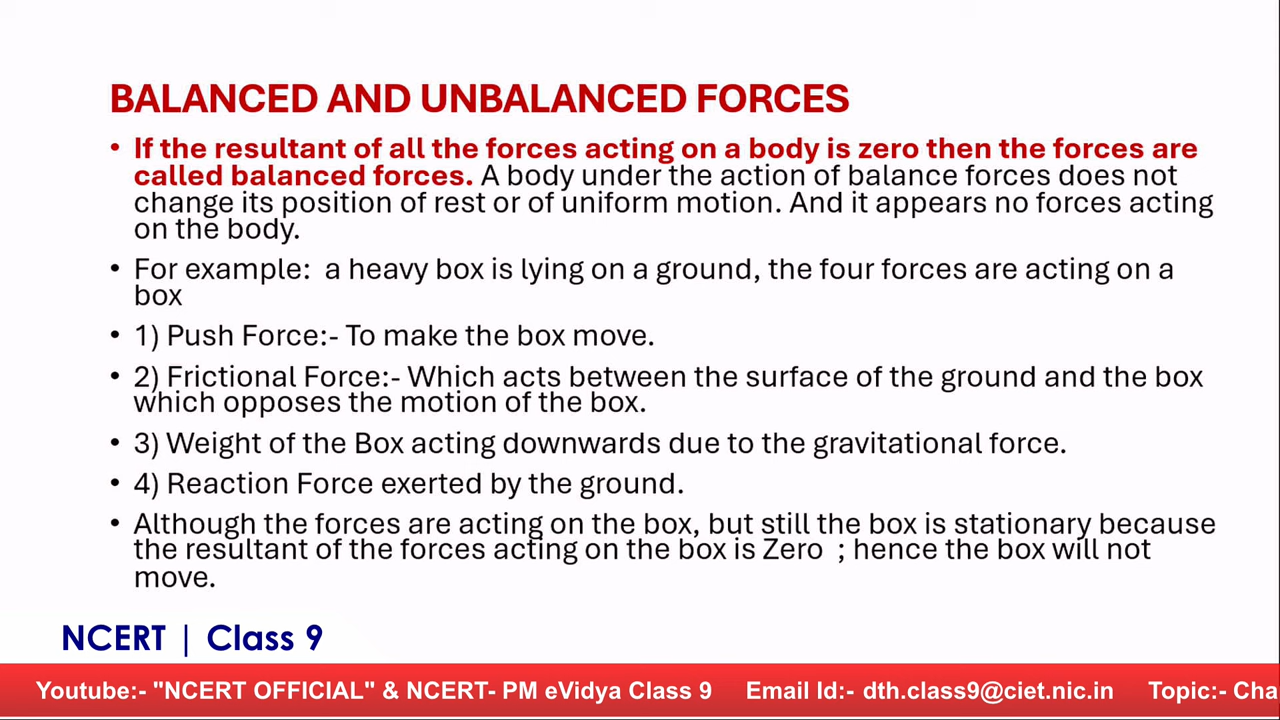 BALANCED AND UNBALANCED FORCES
• If the resultant of all the forces acting on a body is zero then the forces are
called balanced forces. A body under the action of balance forces does not
change its position of rest or of uniform motion. And it appears no forces acting
on the body.
• For example:  a heavy box is lying on a ground, the four forces are acting on a
box
• 1) Push Force:- To make the box move.
• 2) Frictional Force:- Which acts between the surface of the ground and the box
which opposes the motion of the box.
• 3) Weight of the Box acting downwards due to the gravitational force.
• 4) Reaction Force exerted by the ground.
• Although the forces are acting on the box, but still the box is stationary because
the resultant of the forces acting on the box is Zero  ; hence the box will not
move.
NCERT | Class 9
Youtube:- "NCERT OFFICIAL" & NCERT- PM eVidya Class 9 Email Id:- dth.class9@ciet.nic.in Topic:- Cha